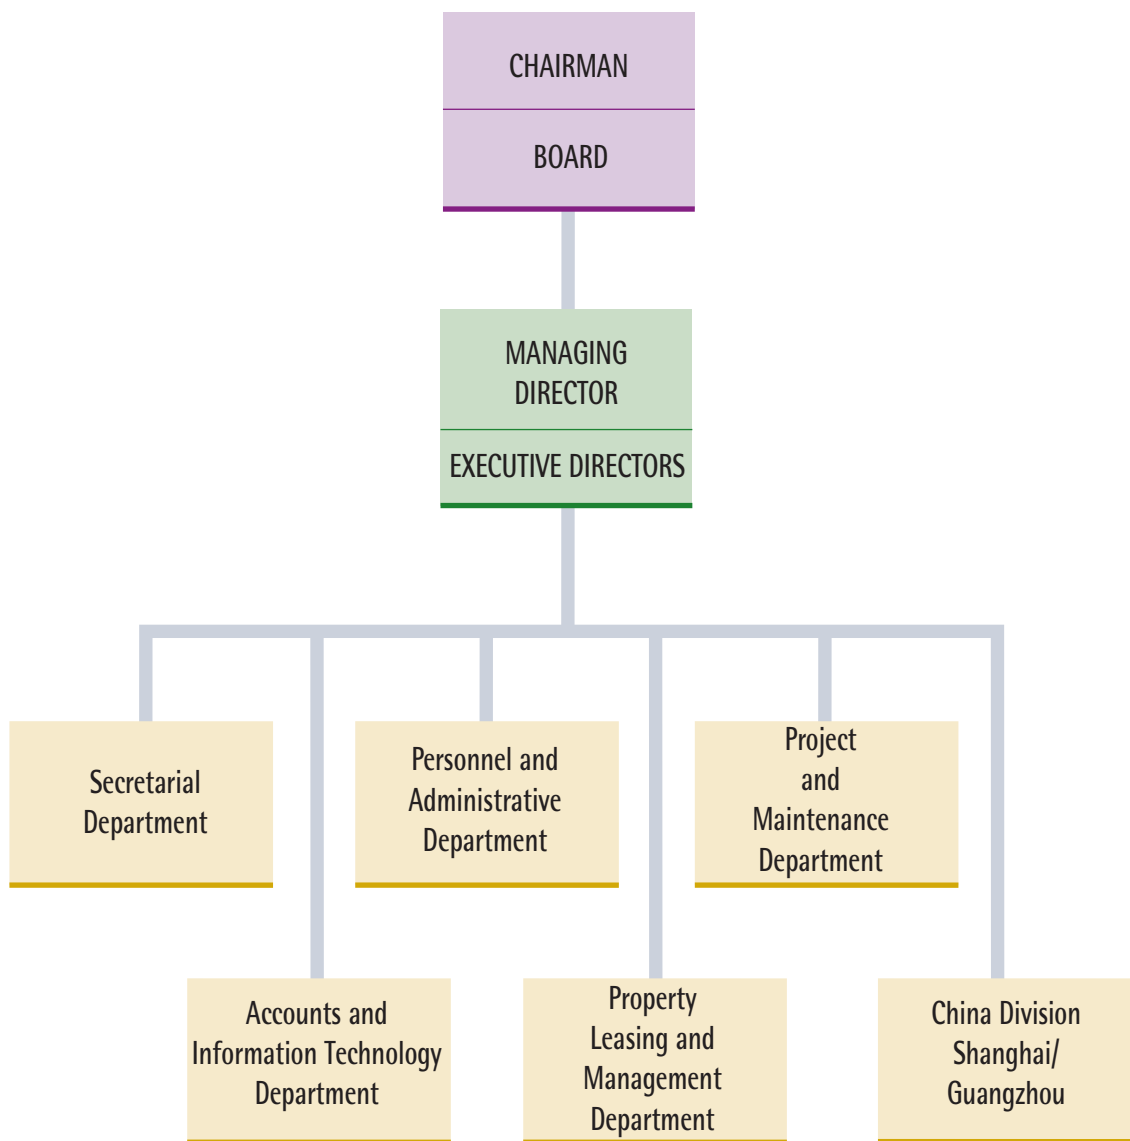 CHAIRMAN
BOARD
MANAGING
DIRECTOR
EXECUTIVE DIRECTORS
Secretarial
Department
Personnel and
Administrative
Department
Project
and
Maintenance
Department
Accounts and
Information Technology
Department
Property
Leasing and
Management
Department
China Division
Shanghai/
Guangzhou